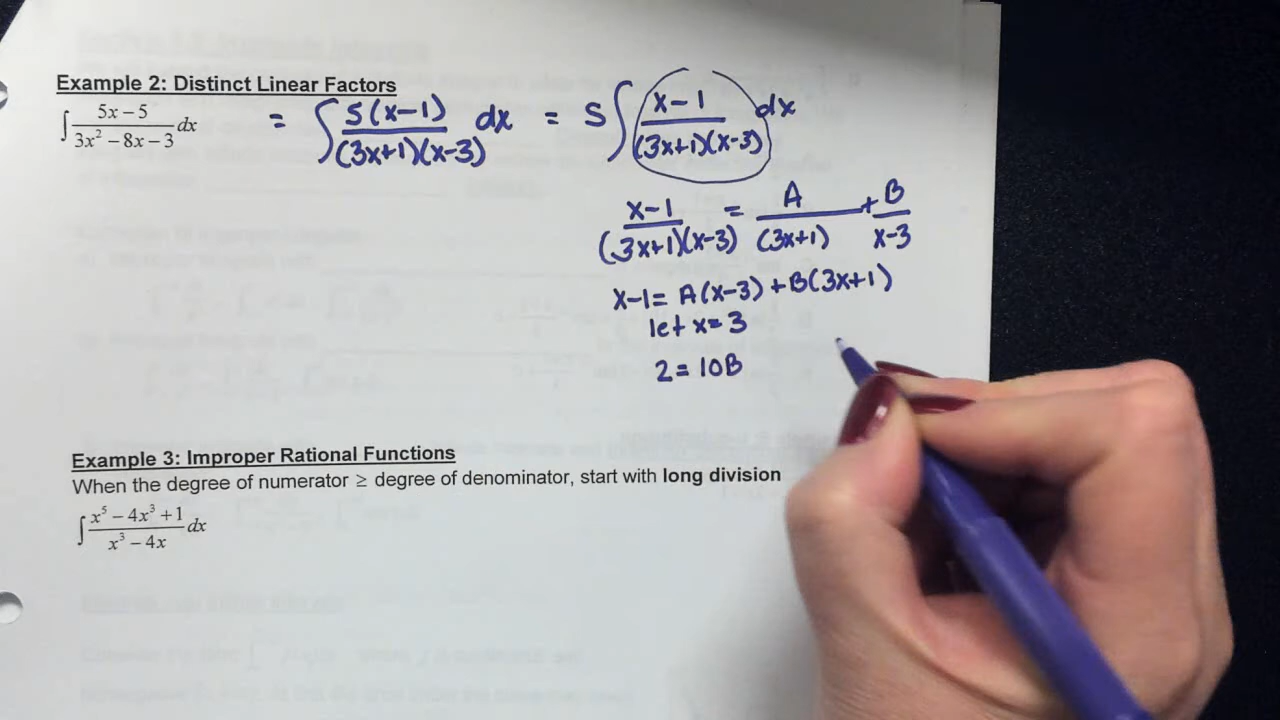 Example 2: Distinct Linear Factors
∫ (5x − 5)/(3x² − 8x − 3) dx = ∫ 5(x−1)/((3x+1)(x−3)) dx = 5 ∫ (x−1)/((3x+1)(x−3)) dx
(x−1)/((3x+1)(x−3)) = A/(3x+1) + B/(x−3)
x−1 = A(x−3) + B(3x+1)
let x = 3
2 = 10B
Example 3: Improper Rational Functions
When the degree of numerator ≥ degree of denominator, start with long division
∫ (x⁵ − 4x³ + 1)/(x³ − 4x) dx